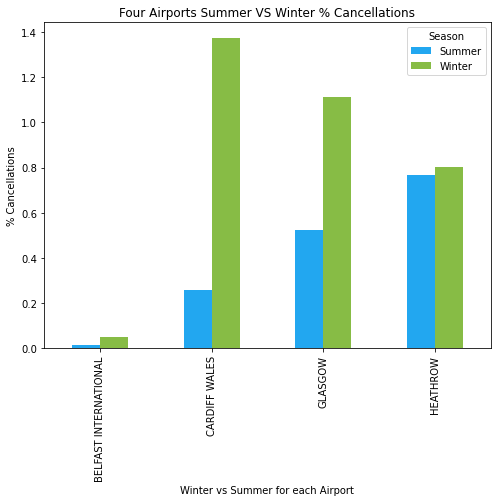 Four Airports Summer VS Winter % Cancellations
Season
Summer
Winter
% Cancellations
1.4
1.2
1.0
0.8
0.6
0.4
0.2
0.0
BELFAST INTERNATIONAL
CARDIFF WALES
GLASGOW
HEATHROW
Winter vs Summer for each Airport